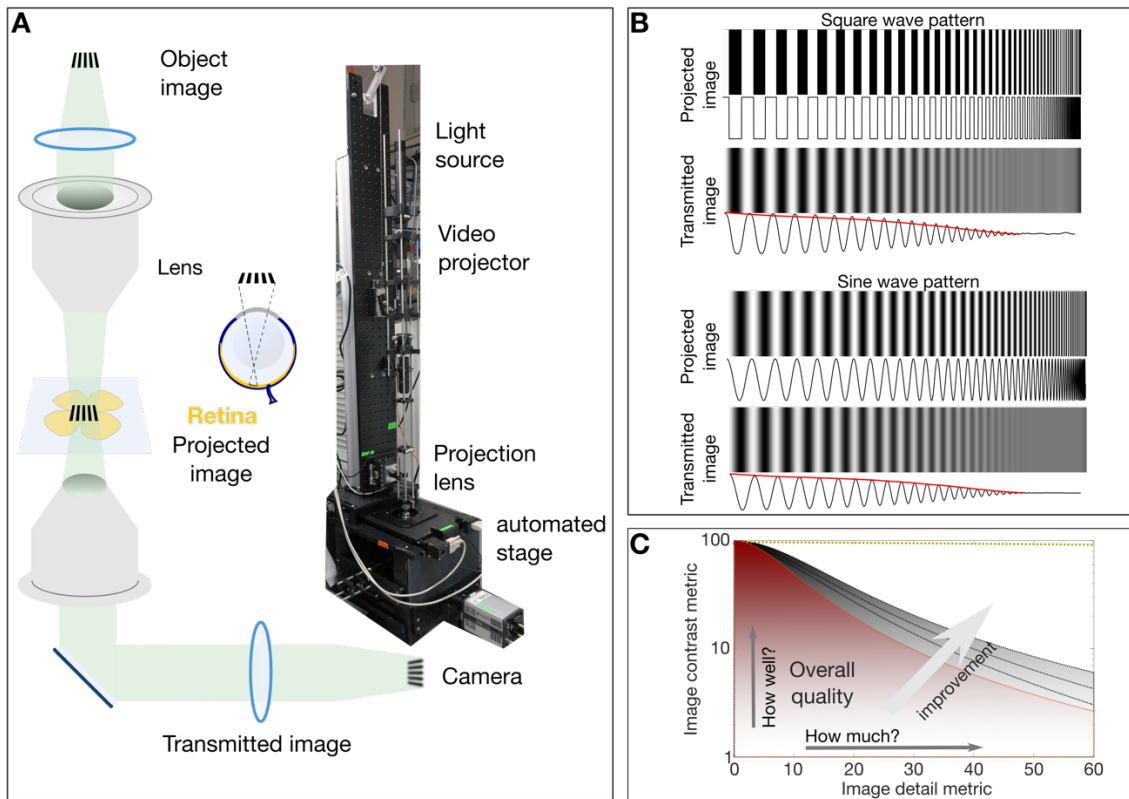 A
Object
image
Light
source
Lens
Video
projector
Retina
Projected
image
Projection
lens
automated
stage
Camera
Transmitted image
B
Square wave pattern
Projected
image
Transmitted
image
Sine wave pattern
Projected
image
Transmitted
image
C
Image contrast metric
100
10
1
How well?
Overall
quality
improvement
How much?
0 10 20 30 40 50 60
Image detail metric